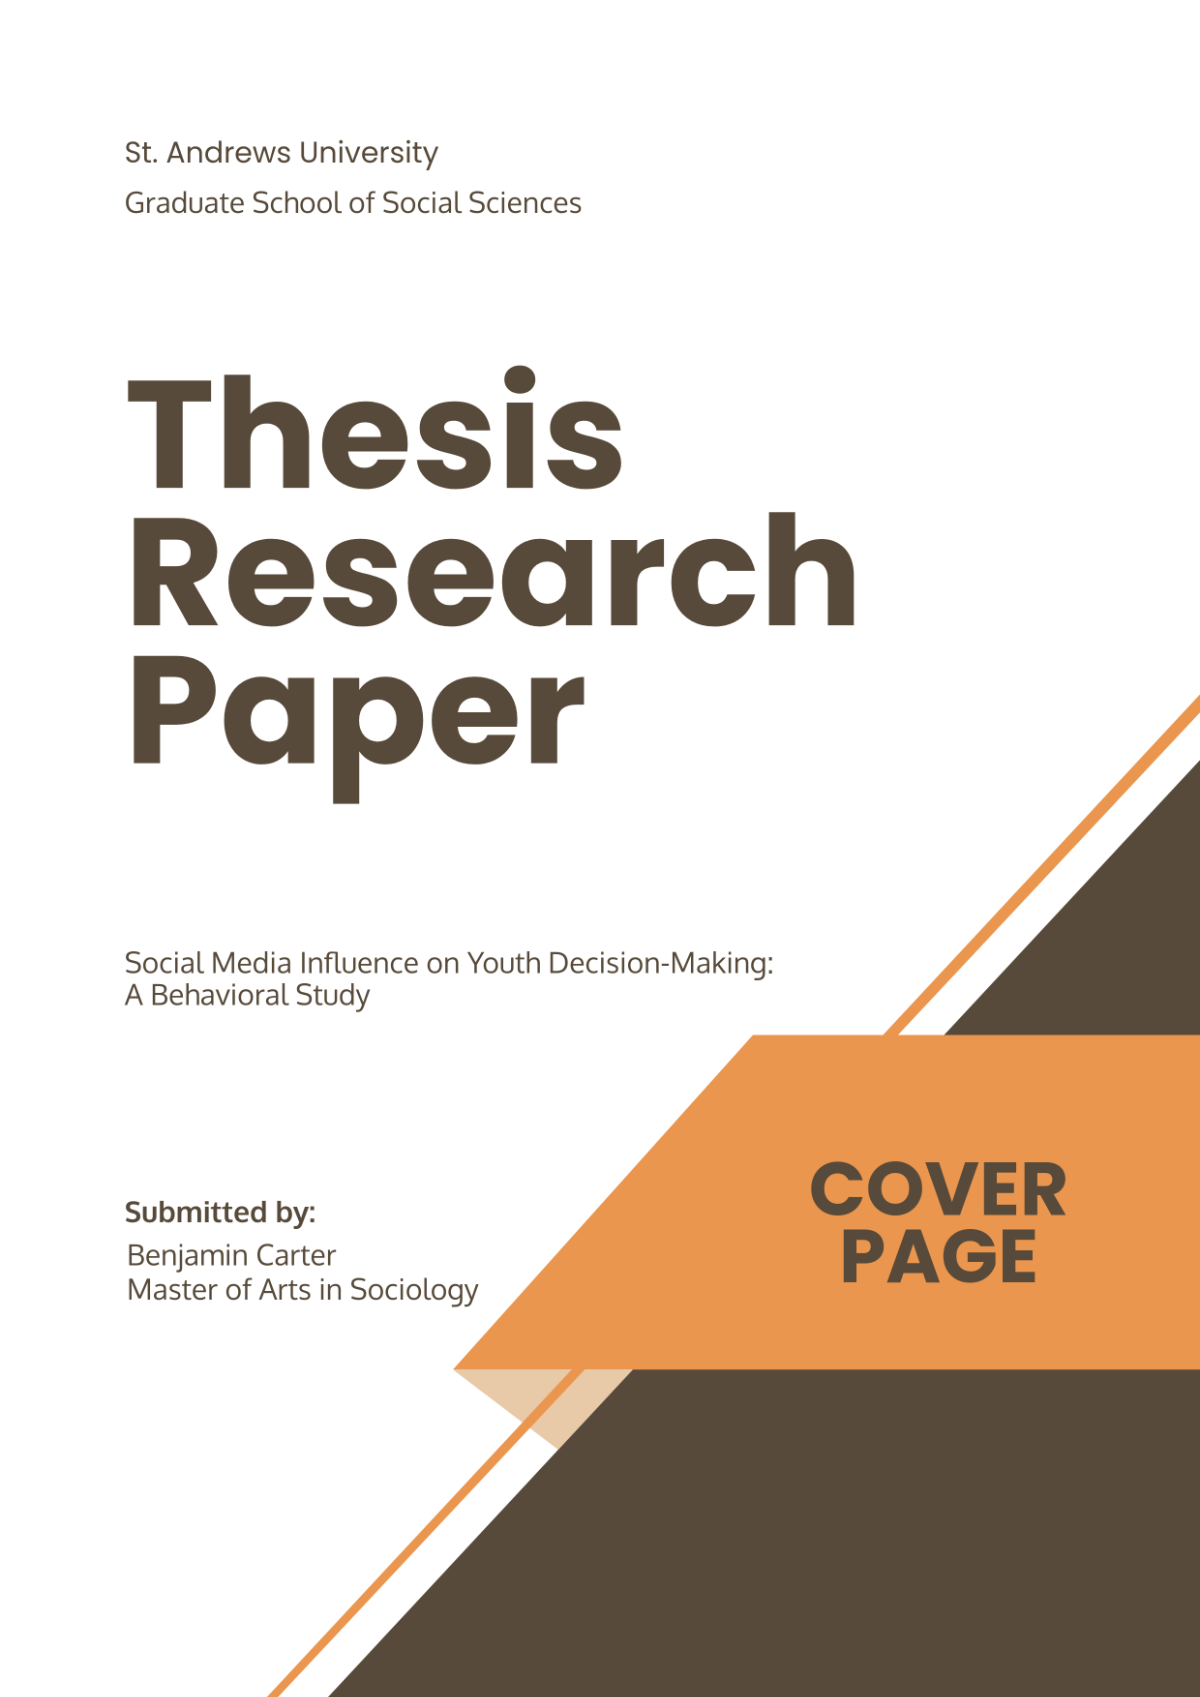 St. Andrews University
Graduate School of Social Sciences
Thesis
Research
Paper
Social Media Influence on Youth Decision-Making:
A Behavioral Study
Submitted by:
Benjamin Carter
Master of Arts in Sociology
COVER
PAGE